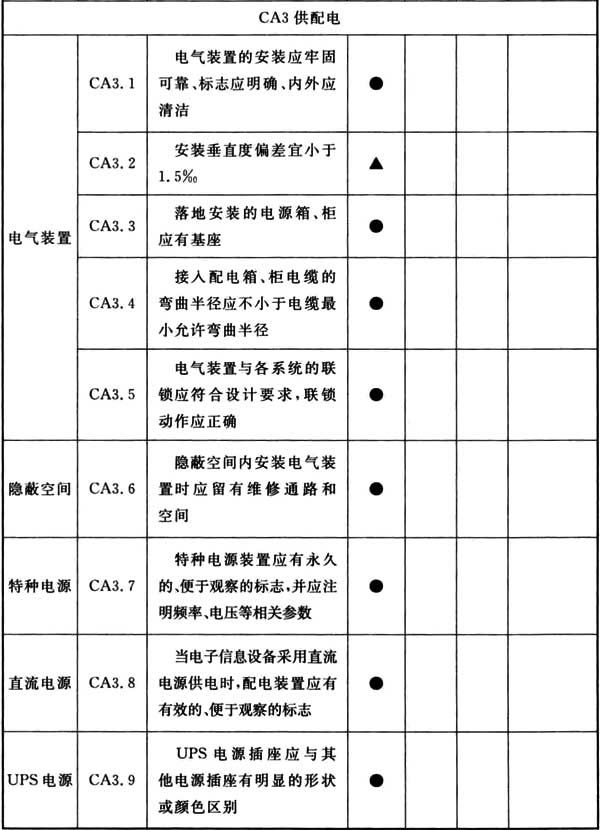 CA3 供配电
电气装置
CA3.1
电气装置的安装应牢固
可靠、标志应明确、内外应
清洁
●
CA3.2
安装垂直度偏差宜小于
1.5‰
▲
CA3.3
落地安装的电源箱、柜
应有基座
●
CA3.4
接入配电箱、柜电缆的
弯曲半径应不小于电缆最
小允许弯曲半径
●
CA3.5
电气装置与各系统的联
锁应符合设计要求,联锁
动作应正确
●
隐蔽空间
CA3.6
隐蔽空间内安装电气装
置时应留有维修通路和
空间
●
特种电源
CA3.7
特种电源装置应有永久
的、便于观察的标志,并应注
明频率、电压等相关参数
●
直流电源
CA3.8
当电子信息设备采用直流
电源供电时,配电装置应有
有效的、便于观察的标志
●
UPS电源
CA3.9
UPS 电源插座应与其
他电源插座有明显的形状
或颜色区别
●